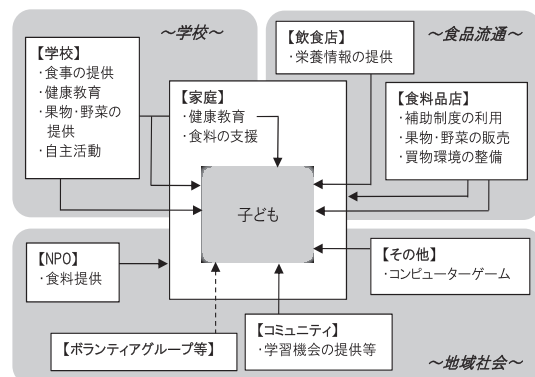 ～学校～
【学校】
・食事の提供
・健康教育
・果物・野菜の
提供
・自主活動
【家庭】
・健康教育
・食料の支援
子ども
～食品流通～
【飲食店】
・栄養情報の提供
【食料品店】
・補助制度の利用
・果物・野菜の販売
・買物環境の整備
【NPO】
・食料提供
【ボランティアグループ等】
【コミュニティ】
・学習機会の提供等
【その他】
・コンピューターゲーム
～地域社会～